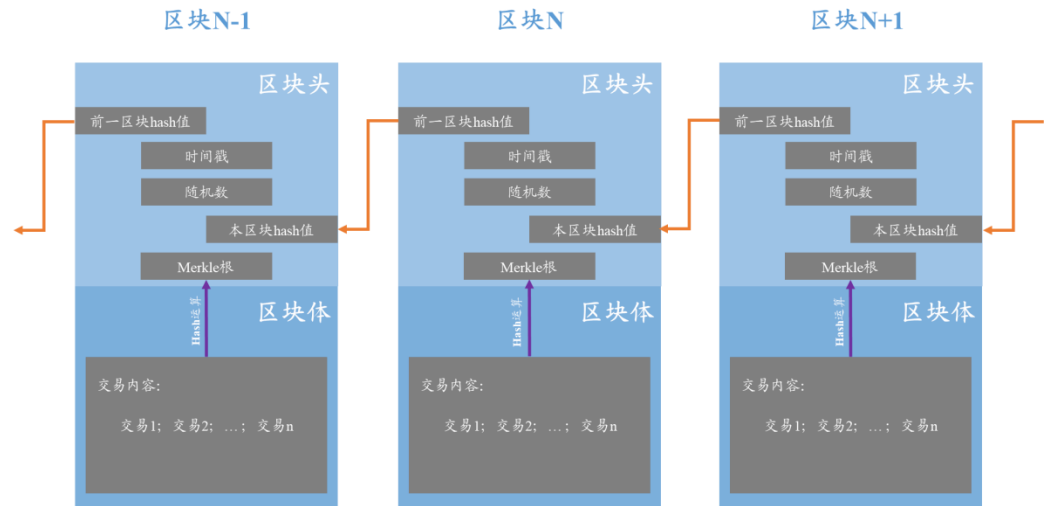 区块N-1
区块头
前一区块hash值
时间戳
随机数
本区块hash值
Merkle根
区块体
Hash运算
交易内容:
交易1; 交易2; …; 交易n
区块N
区块头
前一区块hash值
时间戳
随机数
本区块hash值
Merkle根
区块体
Hash运算
交易内容:
交易1; 交易2; …; 交易n
区块N+1
区块头
前一区块hash值
时间戳
随机数
本区块hash值
Merkle根
区块体
Hash运算
交易内容:
交易1; 交易2; …; 交易n